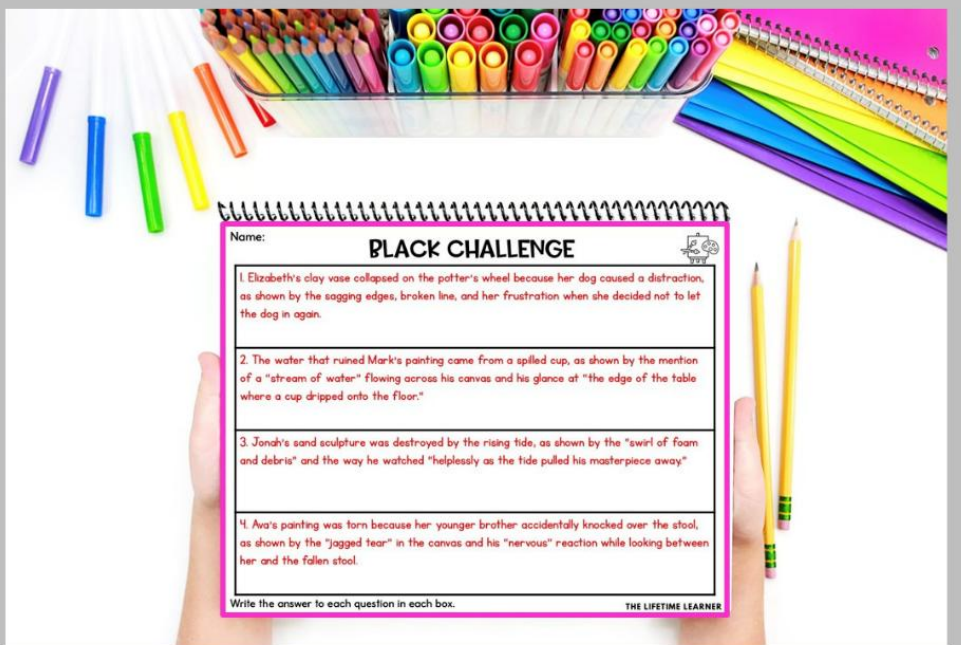 Name:
BLACK CHALLENGE
1. Elizabeth's clay vase collapsed on the potter's wheel because her dog caused a distraction,
as shown by the sagging edges, broken line, and her frustration when she decided not to let
the dog in again.
2. The water that ruined Mark's painting came from a spilled cup, as shown by the mention
of a "stream of water" flowing across his canvas and his glance at "the edge of the table
where a cup dripped onto the floor."
3. Jonah's sand sculpture was destroyed by the rising tide, as shown by the "swirl of foam
and debris" and the way he watched "helplessly as the tide pulled his masterpiece away."
4. Ava's painting was torn because her younger brother accidentally knocked over the stool,
as shown by the "jagged tear" in the canvas and his "nervous" reaction while looking between
her and the fallen stool.
Write the answer to each question in each box.
THE LIFETIME LEARNER